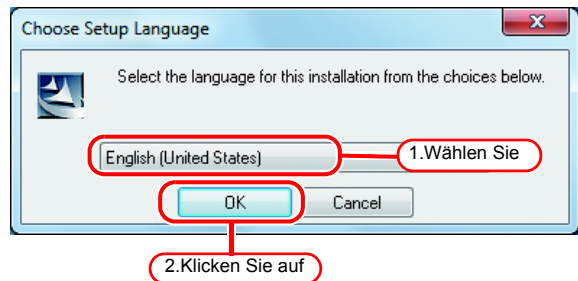 Choose Setup Language
Select the language for this installation from the choices below.
English (United States)
1.Wählen Sie
OK
Cancel
2.Klicken Sie auf